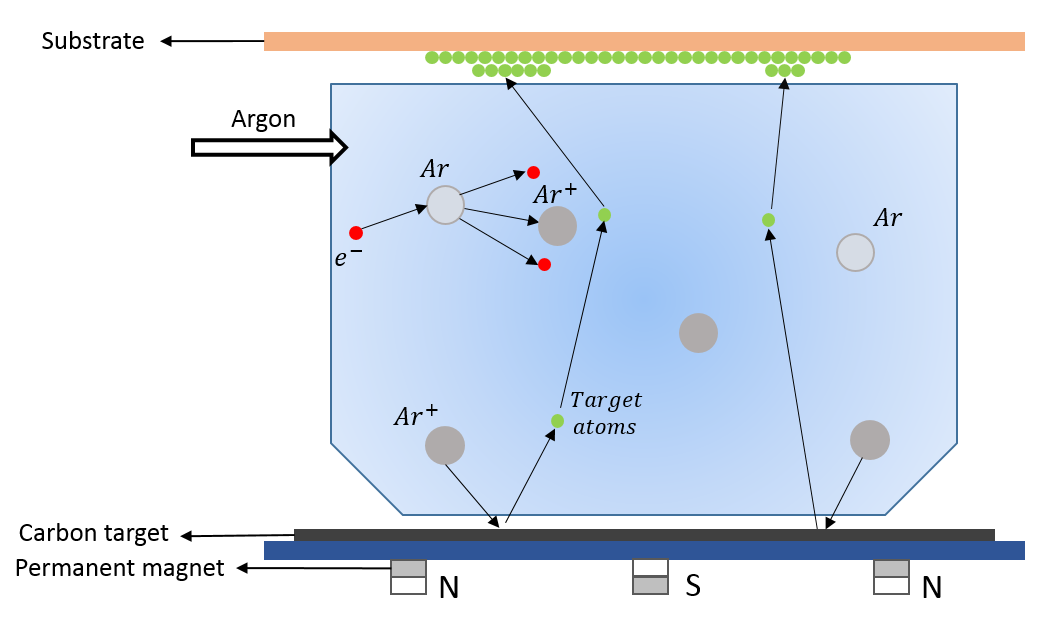 Substrate
Argon
Ar
Ar⁺
e⁻
Ar
Target
atoms
Ar⁺
Carbon target
Permanent magnet
N
S
N